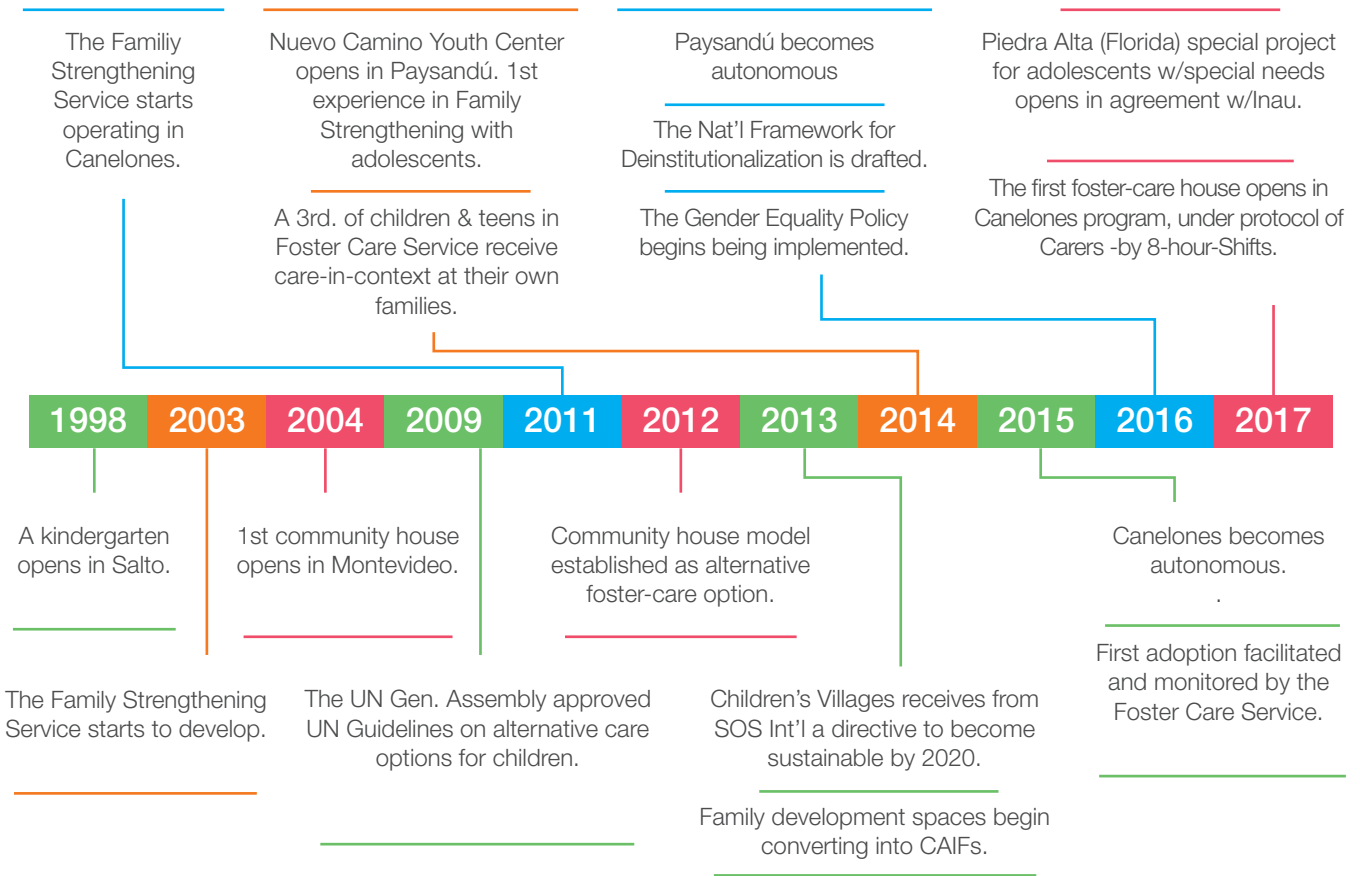 The Familiy
Strengthening
Service starts
operating in
Canelones.
Nuevo Camino Youth Center
opens in Paysandú. 1st
experience in Family
Strengthening with
adolescents.
A 3rd. of children & teens in
Foster Care Service receive
care-in-context at their own
families.
Paysandú becomes
autonomous
The Nat'l Framework for
Deinstitutionalization is drafted.
The Gender Equality Policy
begins being implemented.
Piedra Alta (Florida) special project
for adolescents w/special needs
opens in agreement w/Inau.
The first foster-care house opens in
Canelones program, under protocol of
Carers -by 8-hour-Shifts.
1998 2003 2004 2009 2011 2012 2013 2014 2015 2016 2017
A kindergarten
opens in Salto.
The Family Strengthening
Service starts to develop.
1st community house
opens in Montevideo.
The UN Gen. Assembly approved
UN Guidelines on alternative care
options for children.
Community house model
established as alternative
foster-care option.
Children's Villages receives from
SOS Int'l a directive to become
sustainable by 2020.
Family development spaces begin
converting into CAIFs.
Canelones becomes
autonomous.
.
First adoption facilitated
and monitored by the
Foster Care Service.